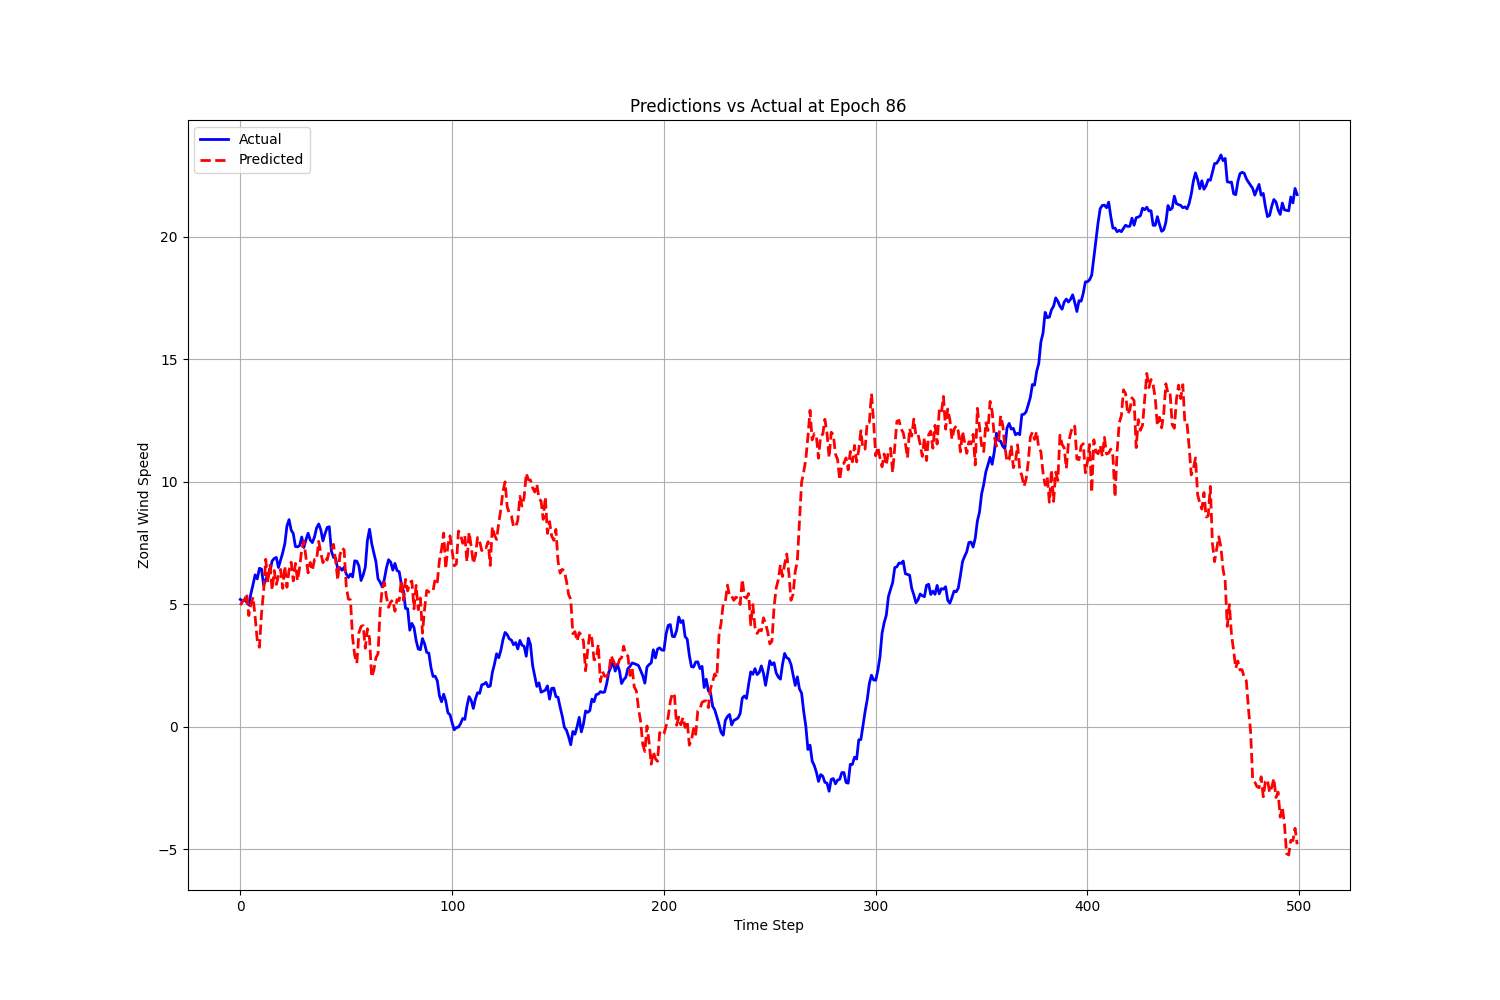 Predictions vs Actual at Epoch 86
Actual
Predicted
Zonal Wind Speed
20
15
10
5
0
−5
0 100 200 300 400 500
Time Step